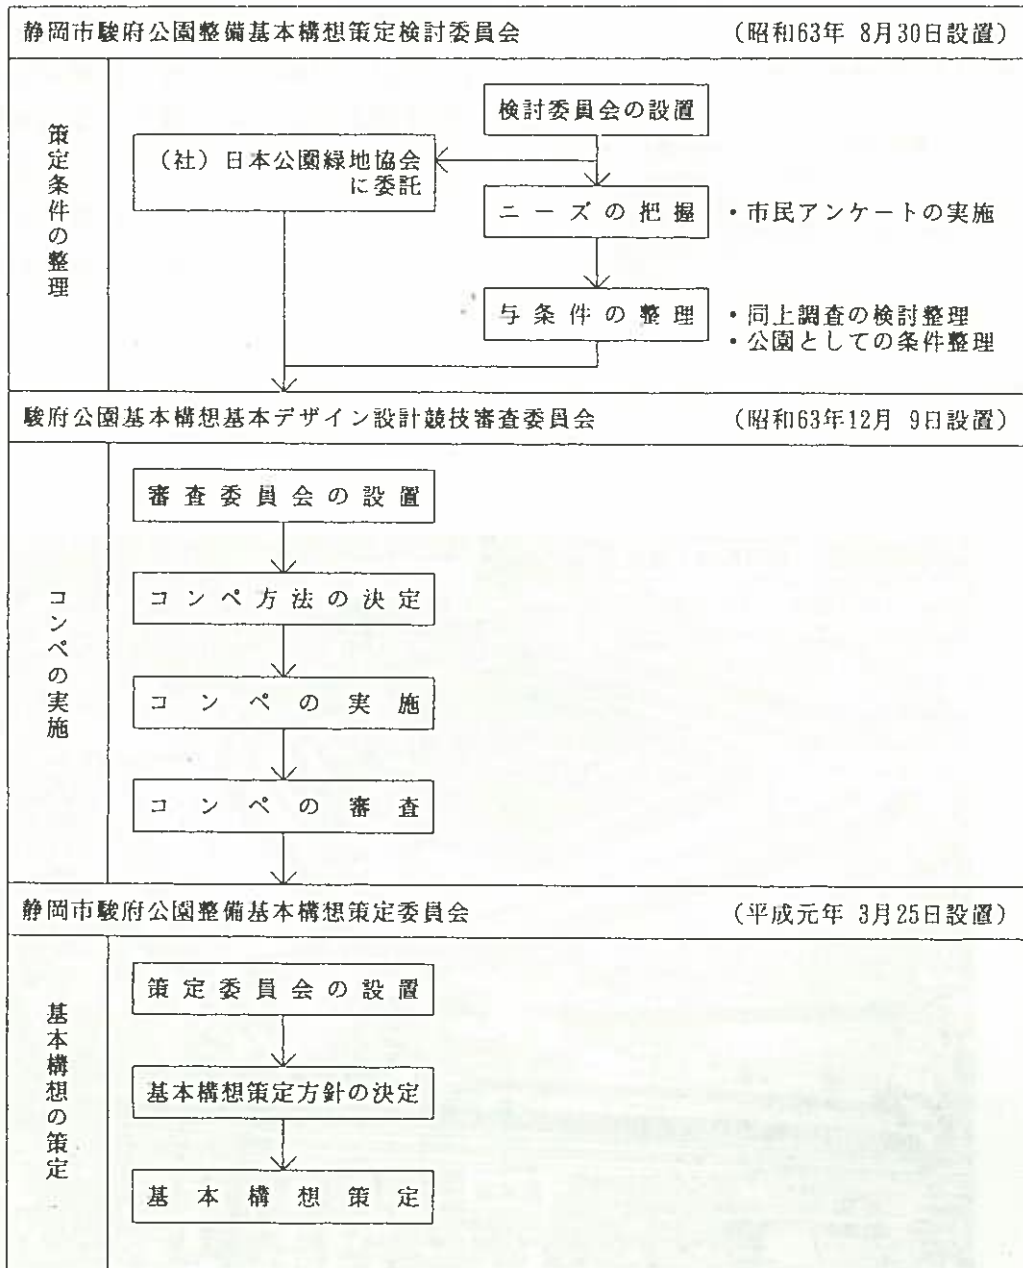 静岡市駿府公園整備基本構想策定検討委員会 (昭和63年 8月30日設置)
策定条件の整理
検討委員会の設置
(社)日本公園緑地協会
に委託
ニーズの把握 ・市民アンケートの実施
与条件の整理 ・同上調査の検討整理
・公園としての条件整理
駿府公園基本構想基本デザイン設計競技審査委員会 (昭和63年12月 9日設置)
コンペの実施
審査委員会の設置
コンペ方法の決定
コンペの実施
コンペの審査
静岡市駿府公園整備基本構想策定委員会 (平成元年 3月25日設置)
基本構想の策定
策定委員会の設置
基本構想策定方針の決定
基本構想策定